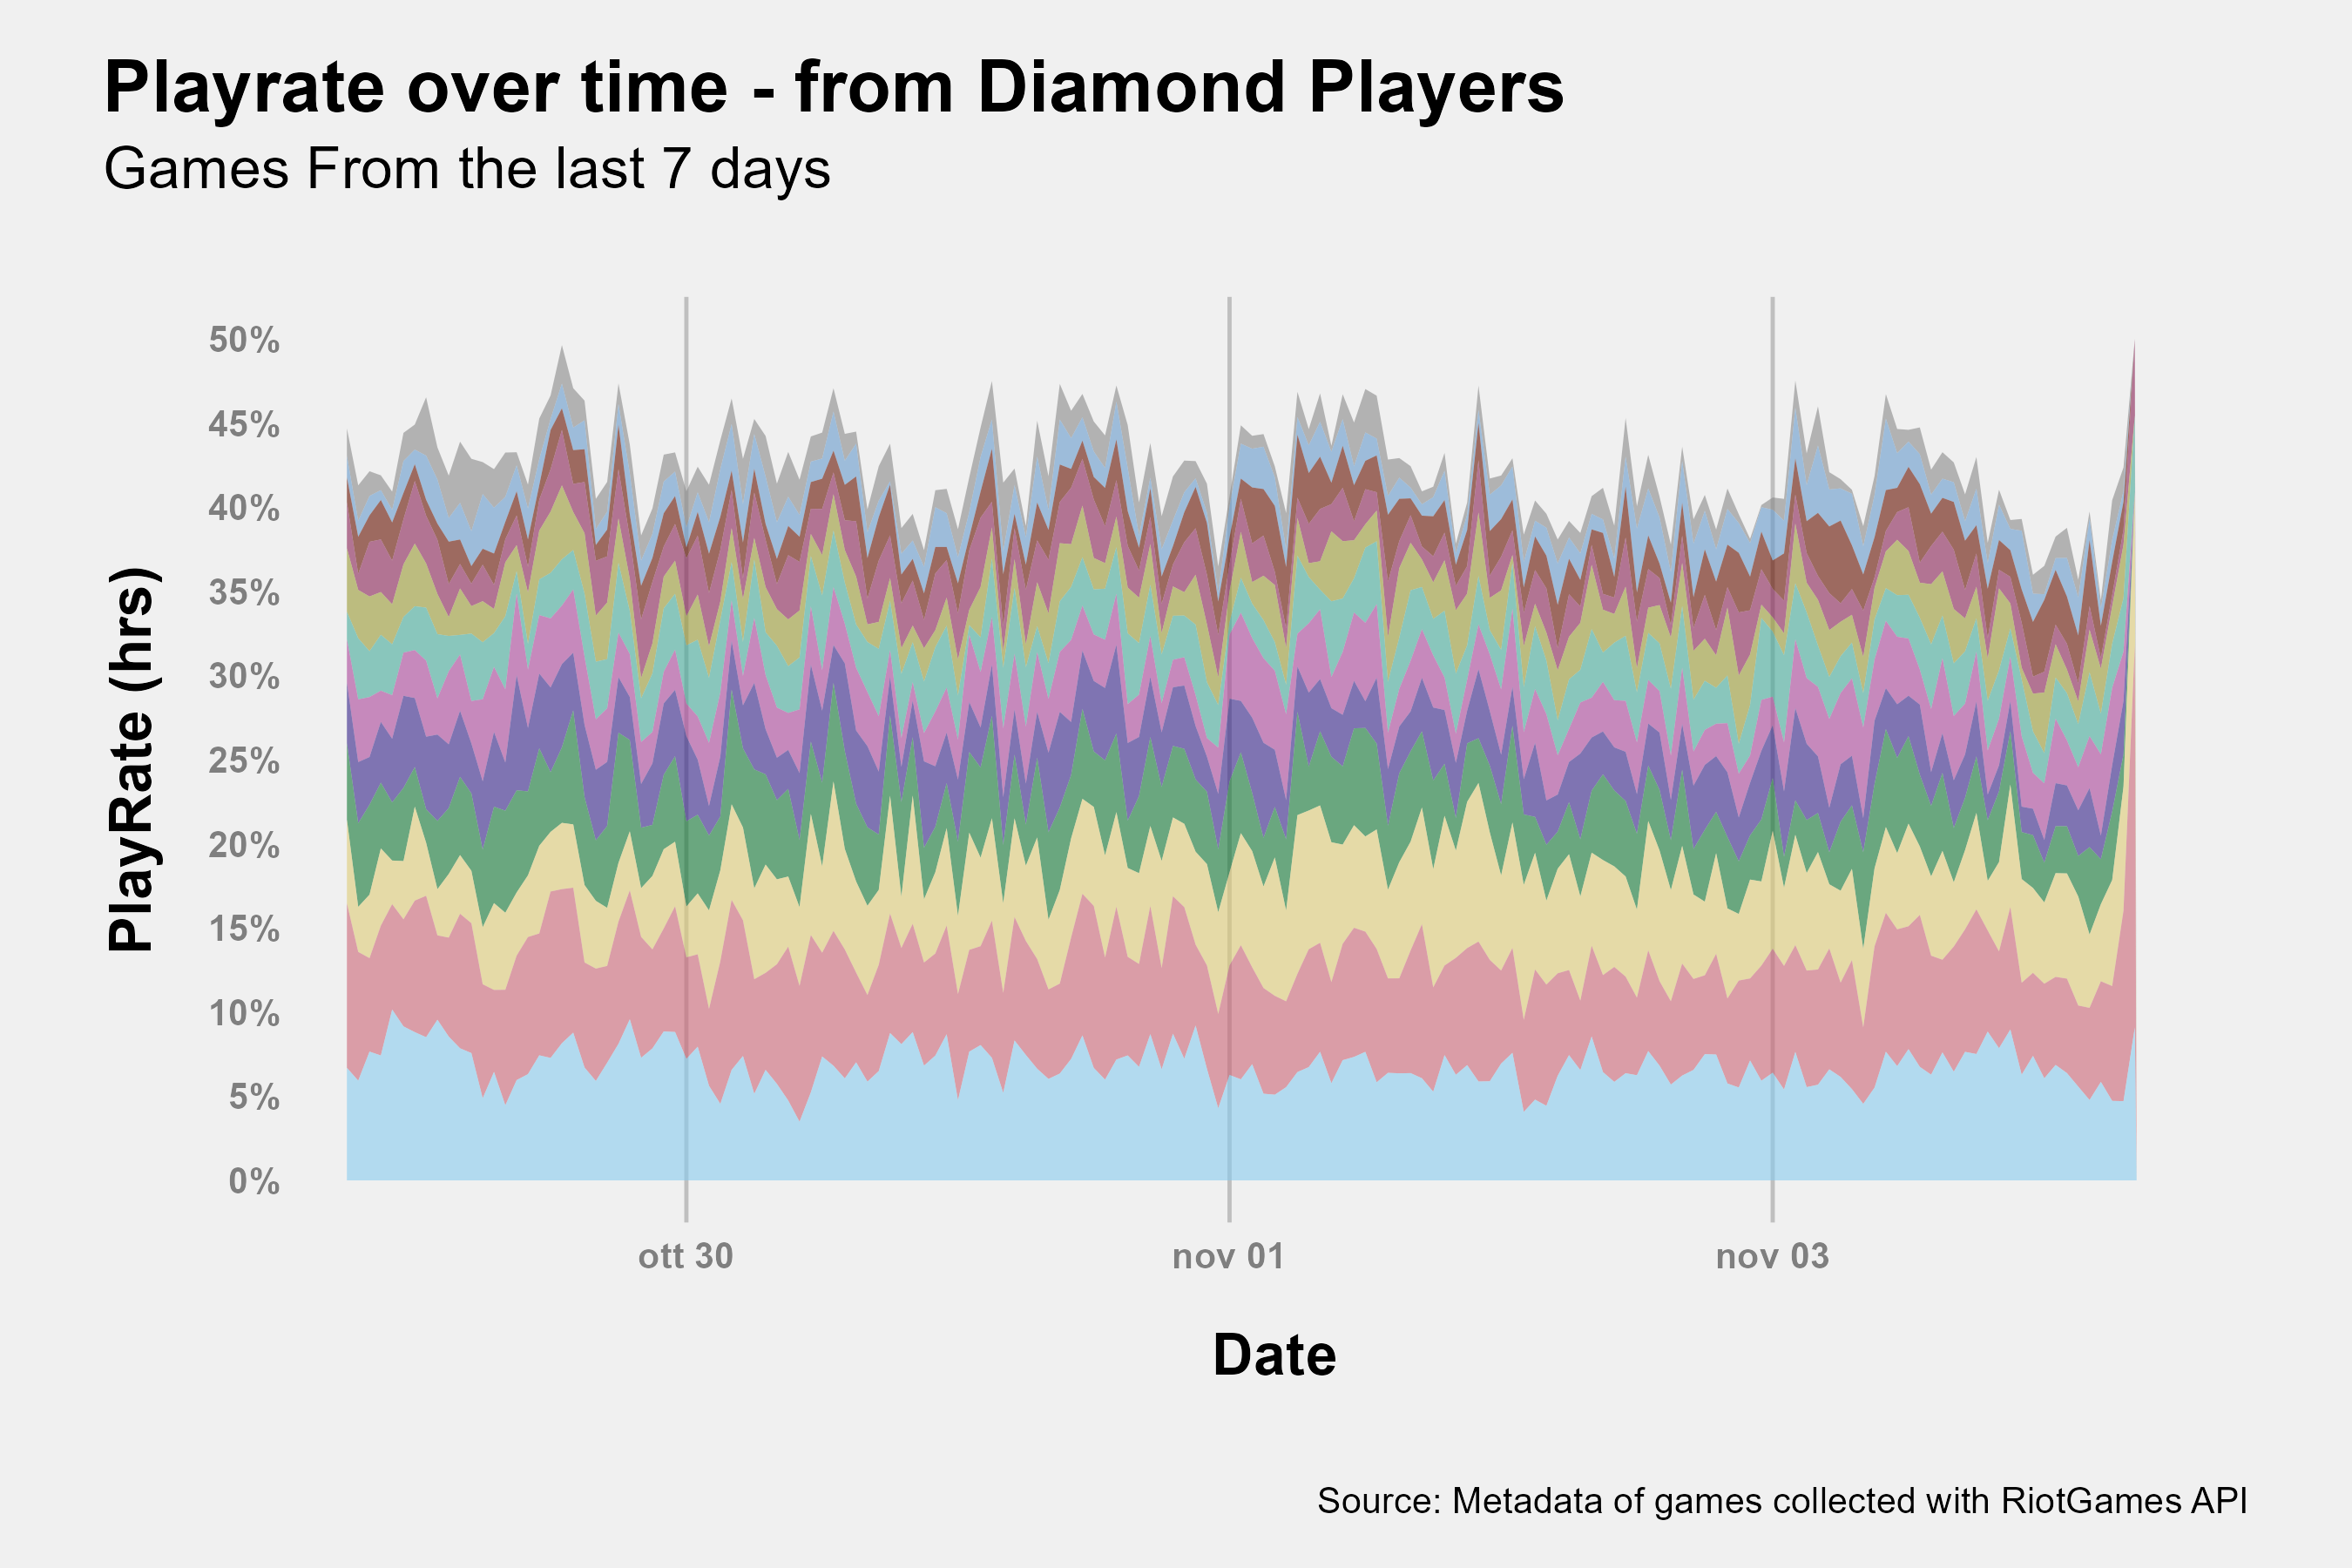 Playrate over time - from Diamond Players
Games From the last 7 days
PlayRate (hrs)
50%
45%
40%
35%
30%
25%
20%
15%
10%
5%
0%
ott 30
nov 01
nov 03
Date
Source: Metadata of games collected with RiotGames API